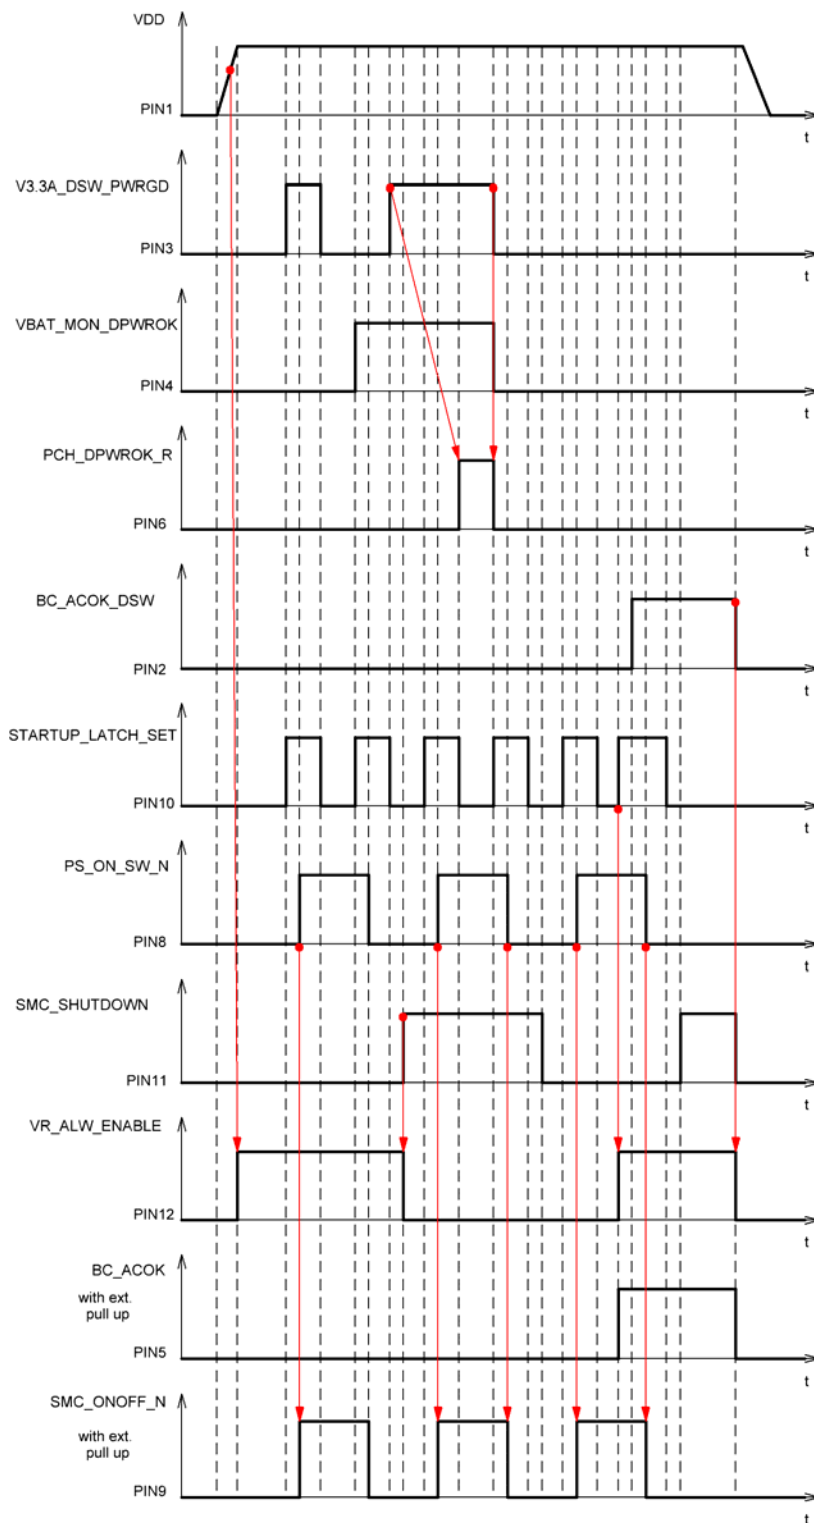 VDD
PIN1
t
V3.3A_DSW_PWRGD
PIN3
t
VBAT_MON_DPWROK
PIN4
t
PCH_DPWROK_R
PIN6
t
BC_ACOK_DSW
PIN2
t
STARTUP_LATCH_SET
PIN10
t
PS_ON_SW_N
PIN8
t
SMC_SHUTDOWN
PIN11
t
VR_ALW_ENABLE
PIN12
t
BC_ACOK
with ext.
pull up
PIN5
t
SMC_ONOFF_N
with ext.
pull up
PIN9
t